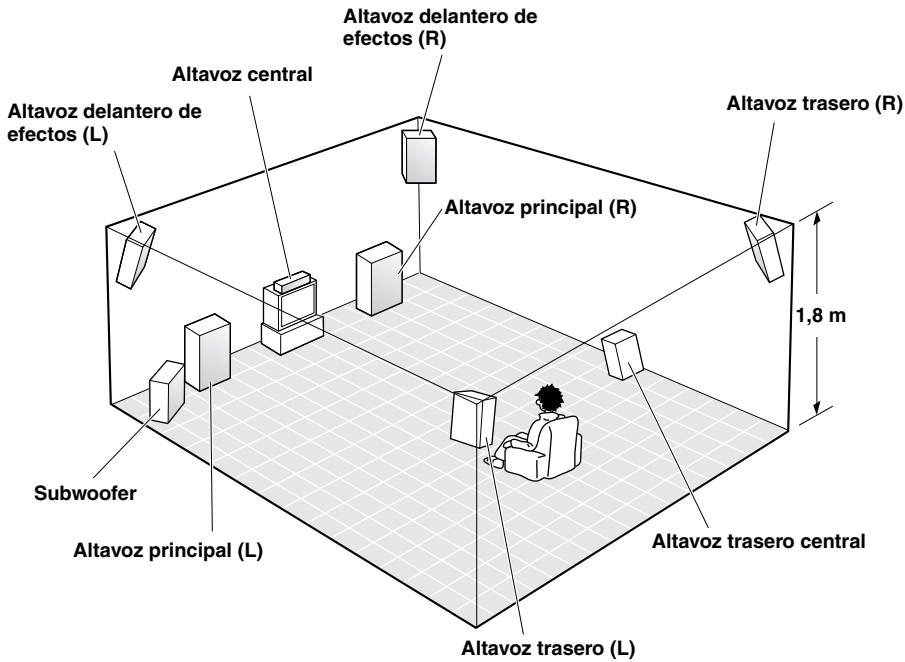 Altavoz delantero de
efectos (R)
Altavoz central
Altavoz delantero de
efectos (L)
Altavoz trasero (R)
Altavoz principal (R)
1,8 m
Subwoofer
Altavoz principal (L)
Altavoz trasero central
Altavoz trasero (L)